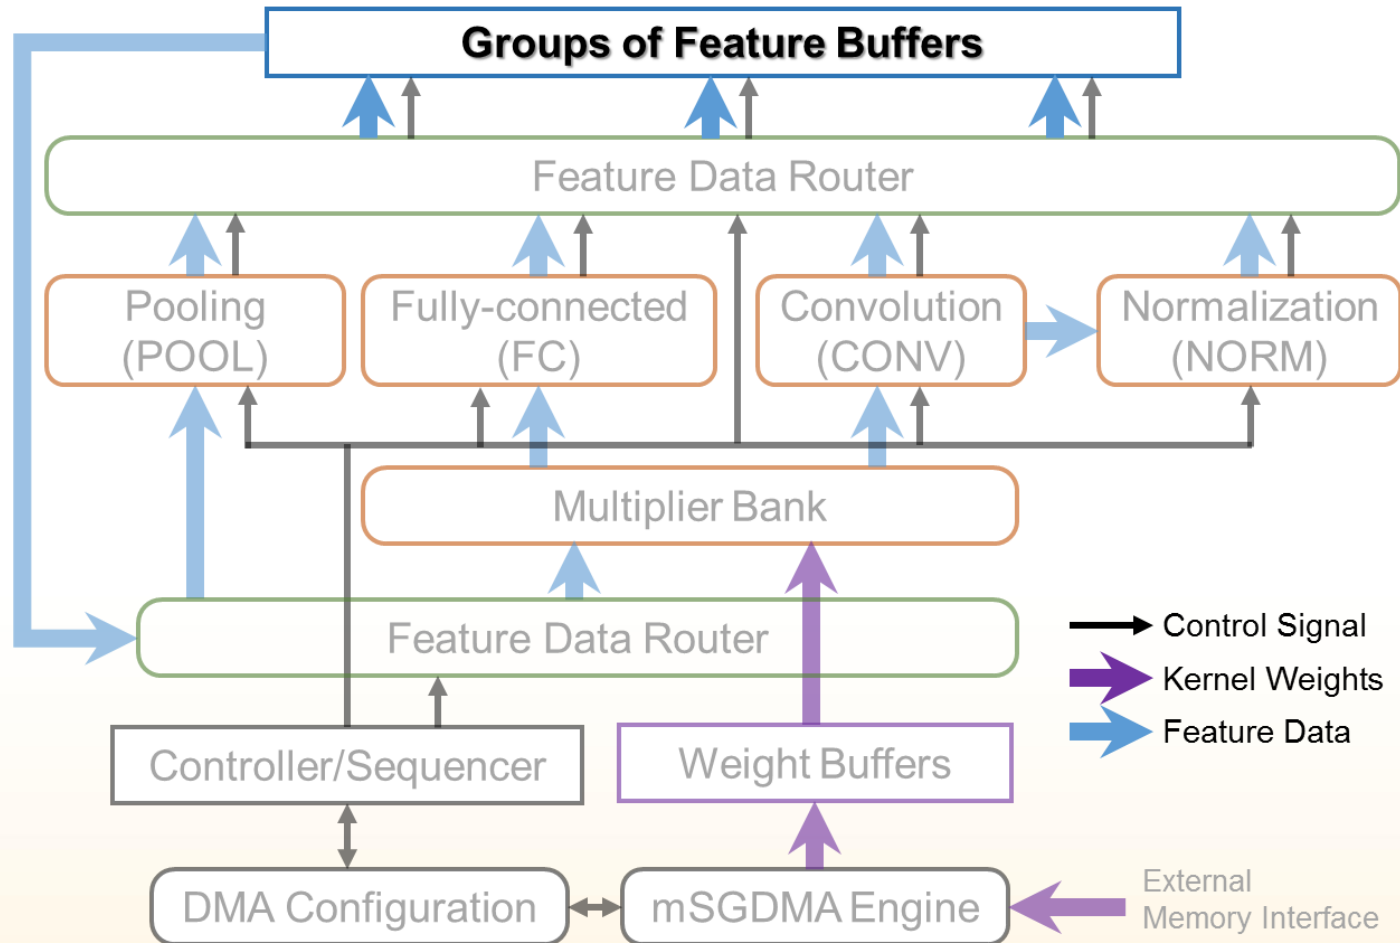 Groups of Feature Buffers
Feature Data Router
Pooling
(POOL)
Fully-connected
(FC)
Convolution
(CONV)
Normalization
(NORM)
Multiplier Bank
Feature Data Router
Control Signal
Kernel Weights
Feature Data
Controller/Sequencer
Weight Buffers
DMA Configuration
mSGDMA Engine
External
Memory Interface